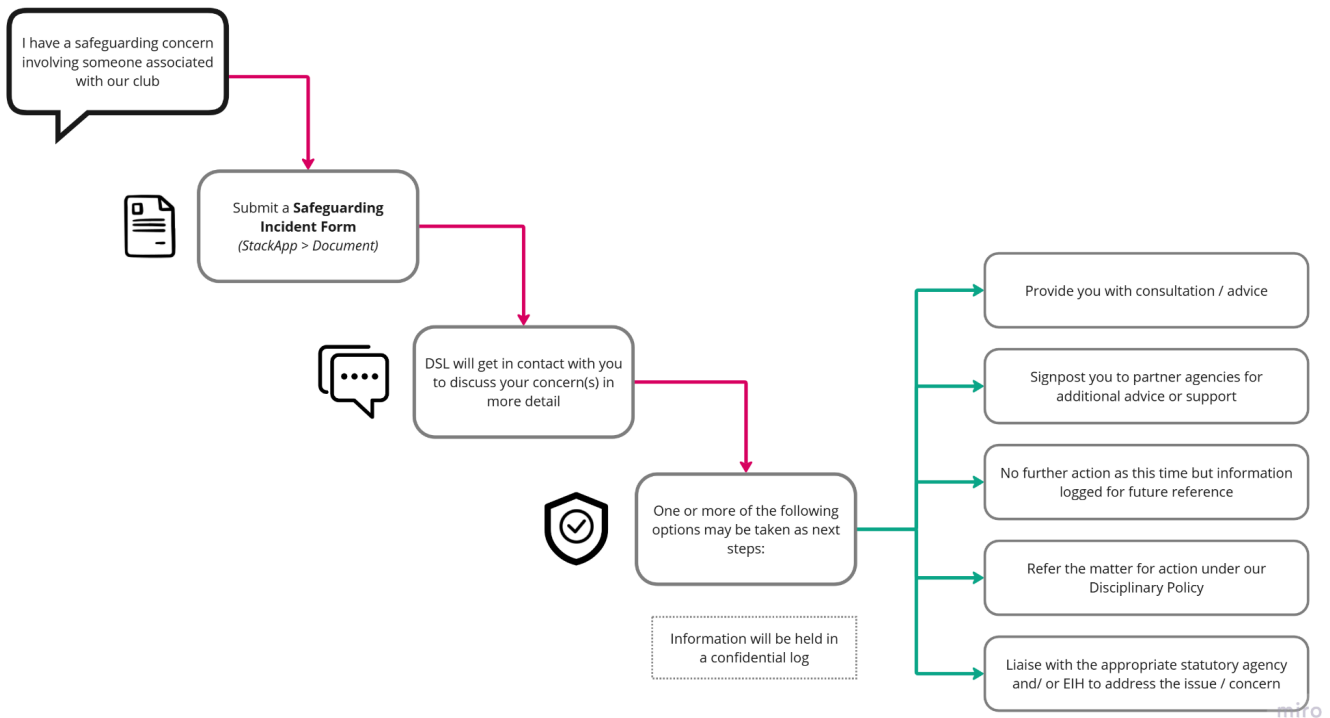 I have a safeguarding concern
involving someone associated
with our club
Submit a Safeguarding
Incident Form
(StackApp > Document)
DSL will get in contact with you
to discuss your concern(s) in
more detail
One or more of the following
options may be taken as next
steps:
Information will be held in
a confidential log
Provide you with consultation / advice
Signpost you to partner agencies for
additional advice or support
No further action as this time but information
logged for future reference
Refer the matter for action under our
Disciplinary Policy
Liaise with the appropriate statutory agency
and/ or EIH to address the issue / concern
miro